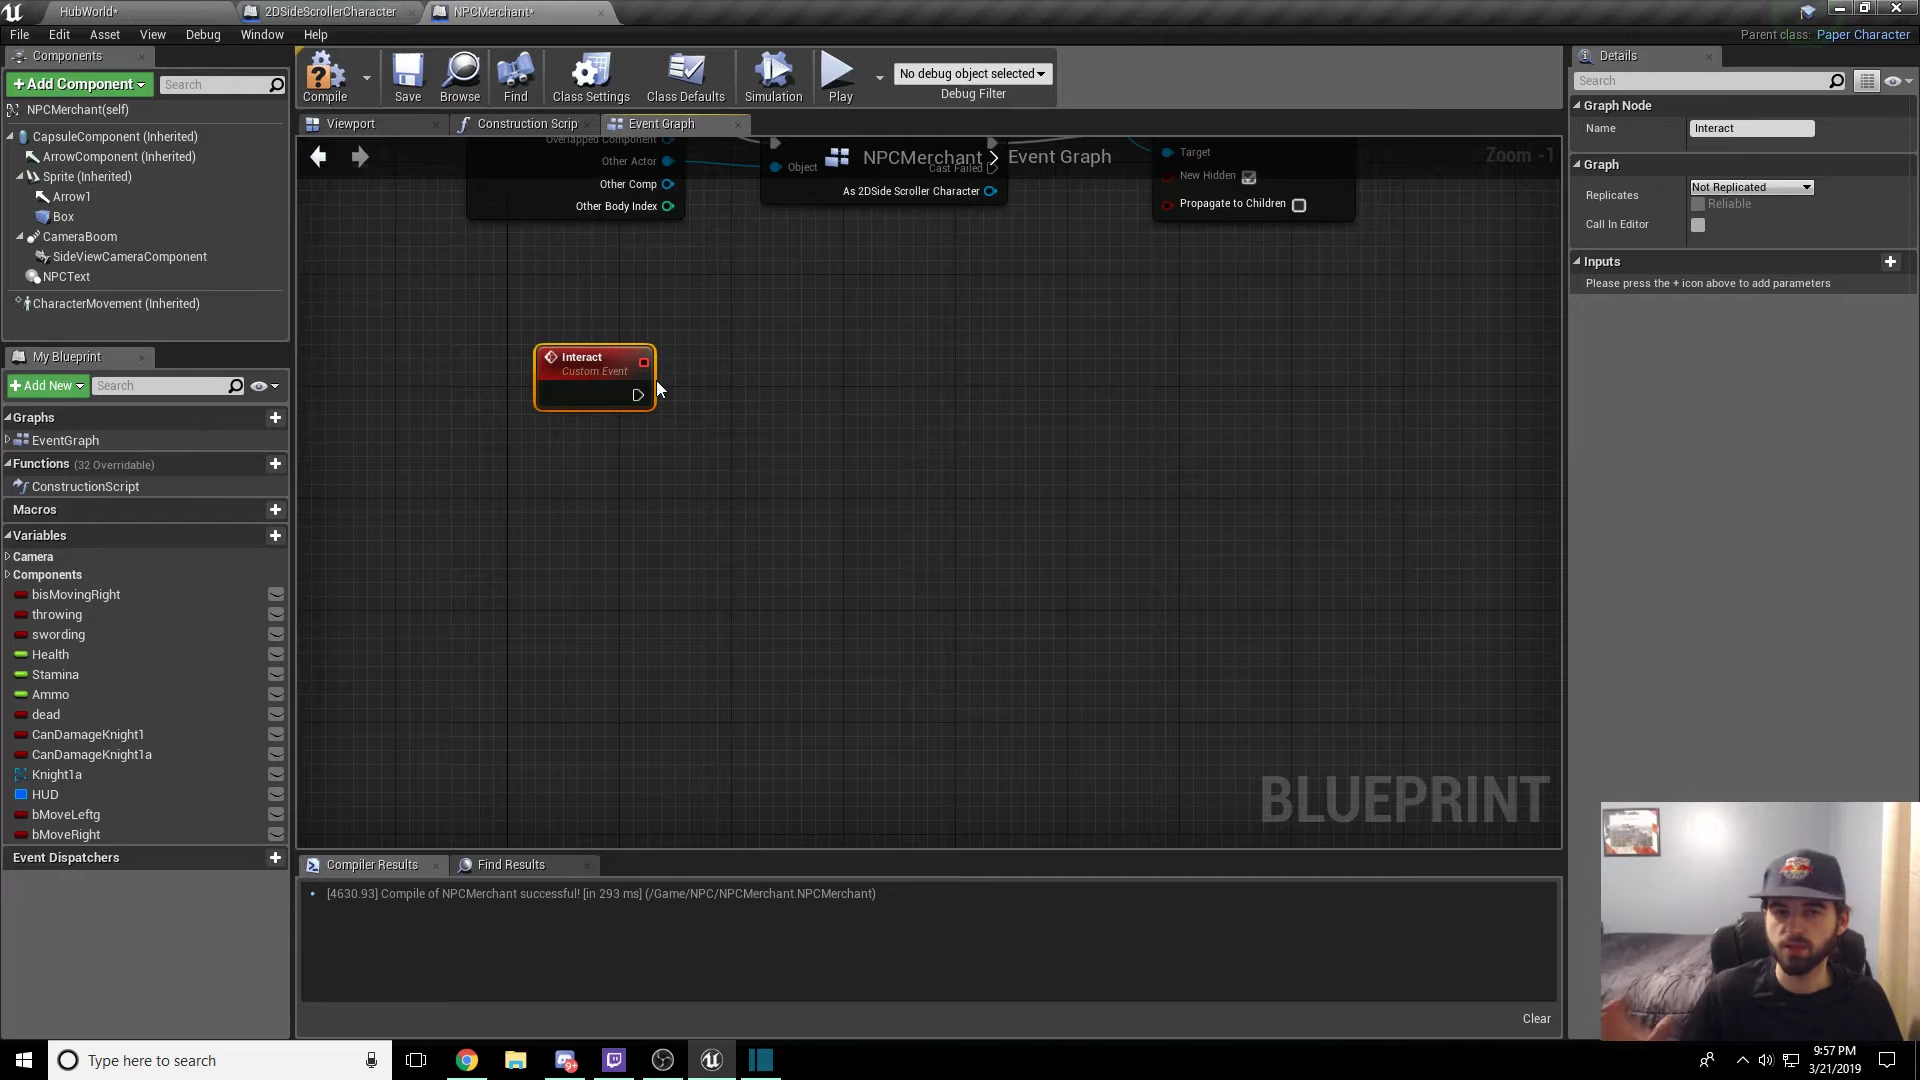 HubWorld*
2DSideScrollerCharacter
NPCMerchant*
File Edit Asset View Debug Window Help
Parent class: Paper Character
Components
+Add Component
Search
NPCMerchant(self)
CapsuleComponent (Inherited)
ArrowComponent (Inherited)
Sprite (Inherited)
Arrow1
Box
CameraBoom
SideViewCameraComponent
NPCText
CharacterMovement (Inherited)
My Blueprint
+Add New
Search
Graphs
EventGraph
Functions (32 Overridable)
ConstructionScript
Macros
Variables
Camera
Components
bisMovingRight
throwing
swording
Health
Stamina
Ammo
dead
CanDamageKnight1
CanDamageKnight1a
Knight1a
HUD
bMoveLeftg
bMoveRight
Event Dispatchers
Compile
Save
Browse
Find
Class Settings
Class Defaults
Simulation
Play
No debug object selected
Debug Filter
Viewport
Construction Scrip
Event Graph
NPCMerchant > Event Graph
Zoom -1
Overlapped Component
Other Actor
Other Comp
Other Body Index
Object
Cast Failed
As 2DSide Scroller Character
Target
New Hidden
Propagate to Children
Interact
Custom Event
BLUEPRINT
Compiler Results
Find Results
[4630.93] Compile of NPCMerchant successful! [in 293 ms] (/Game/NPC/NPCMerchant.NPCMerchant)
Clear
Details
Search
Graph Node
Name
Interact
Graph
Replicates
Not Replicated
Reliable
Call In Editor
Inputs
Please press the + icon above to add parameters
Type here to search
9:57 PM
3/21/2019